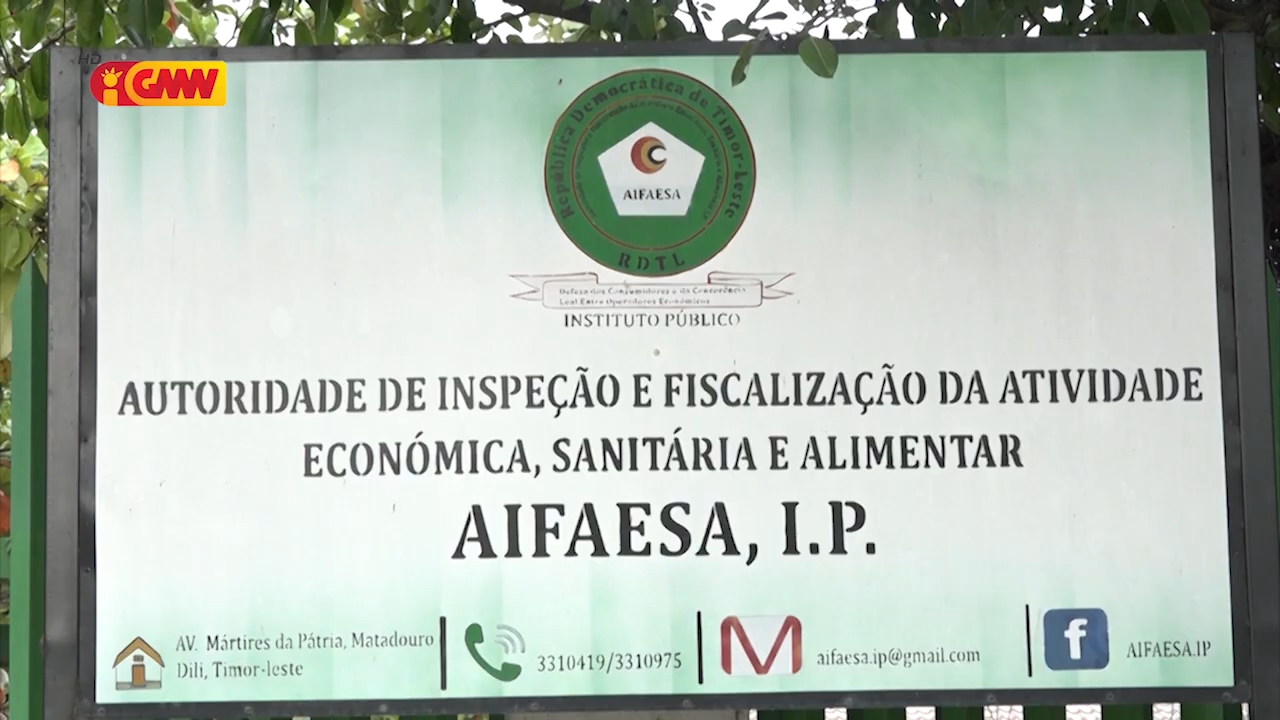 HD
GMN
República Democrática de Timor-Leste
AIFAESA
RDTL
Defesa dos Consumidores e da
Leal Entre Operadores Económicos
INSTITUTO PÚBLICO
AUTORIDADE DE INSPEÇÃO E FISCALIZAÇÃO DA ATIVIDADE
ECONÓMICA, SANITÁRIA E ALIMENTAR
AIFAESA, I.P.
AV. Mártires da Pátria, Matadouro
Dili, Timor-leste
3310419/3310975
aifaesa.ip@gmail.com
f
AIFAESA.IP